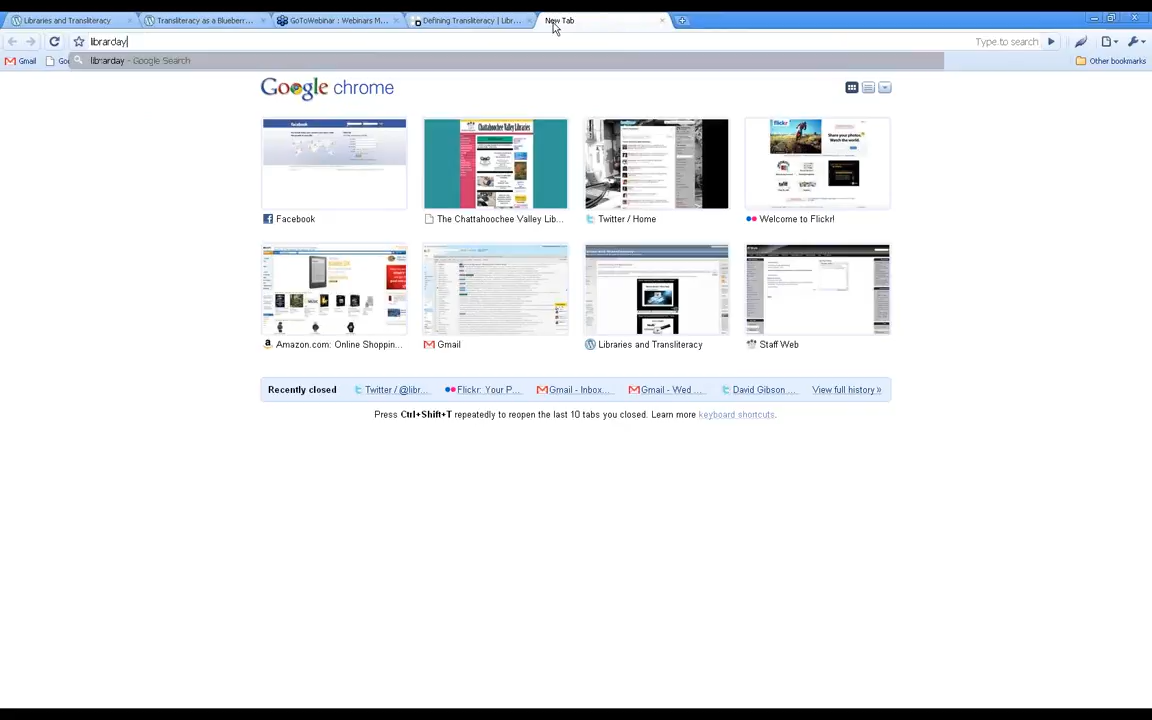 Libraries and Transliteracy
Transliteracy as a Blueberr...
GoToWebinar : Webinars M...
Defining Transliteracy | Libr...
New Tab
librarday
Type to search
Gmail
Goo
librarday - Google Search
Other bookmarks
Google chrome
Facebook
The Chattahoochee Valley Lib...
Twitter / Home
Welcome to Flickr!
Amazon.com: Online Shoppin...
Gmail
Libraries and Transliteracy
Staff Web
Recently closed
Twitter / @libr...
Flickr: Your P...
Gmail - Inbox...
Gmail - Wed ...
David Gibson ...
View full history »
Press Ctrl+Shift+T repeatedly to reopen the last 10 tabs you closed. Learn more keyboard shortcuts.